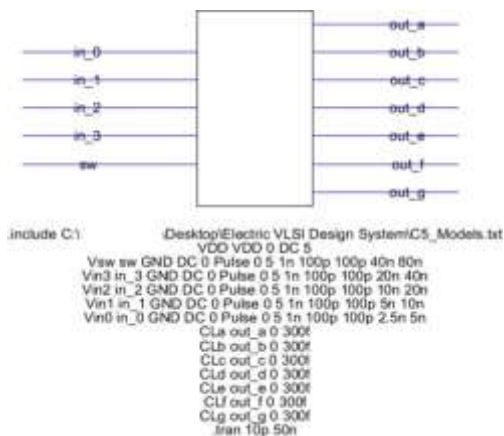 out_a
in_0 out_b
in_1 out_c
in_2 out_d
in_3 out_e
sw out_f
out_g
.include C:\ Desktop\Electric VLSI Design System\C5_Models.txt
VDD VDD 0 DC 5
Vsw sw GND DC 0 Pulse 0 5 1n 100p 100p 40n 80n
Vin3 in_3 GND DC 0 Pulse 0 5 1n 100p 100p 20n 40n
Vin2 in_2 GND DC 0 Pulse 0 5 1n 100p 100p 10n 20n
Vin1 in_1 GND DC 0 Pulse 0 5 1n 100p 100p 5n 10n
Vin0 in_0 GND DC 0 Pulse 0 5 1n 100p 100p 2.5n 5n
CLa out_a 0 300f
CLb out_b 0 300f
CLc out_c 0 300f
CLd out_d 0 300f
CLe out_e 0 300f
CLf out_f 0 300f
CLg out_g 0 300f
.tran 10p 50n